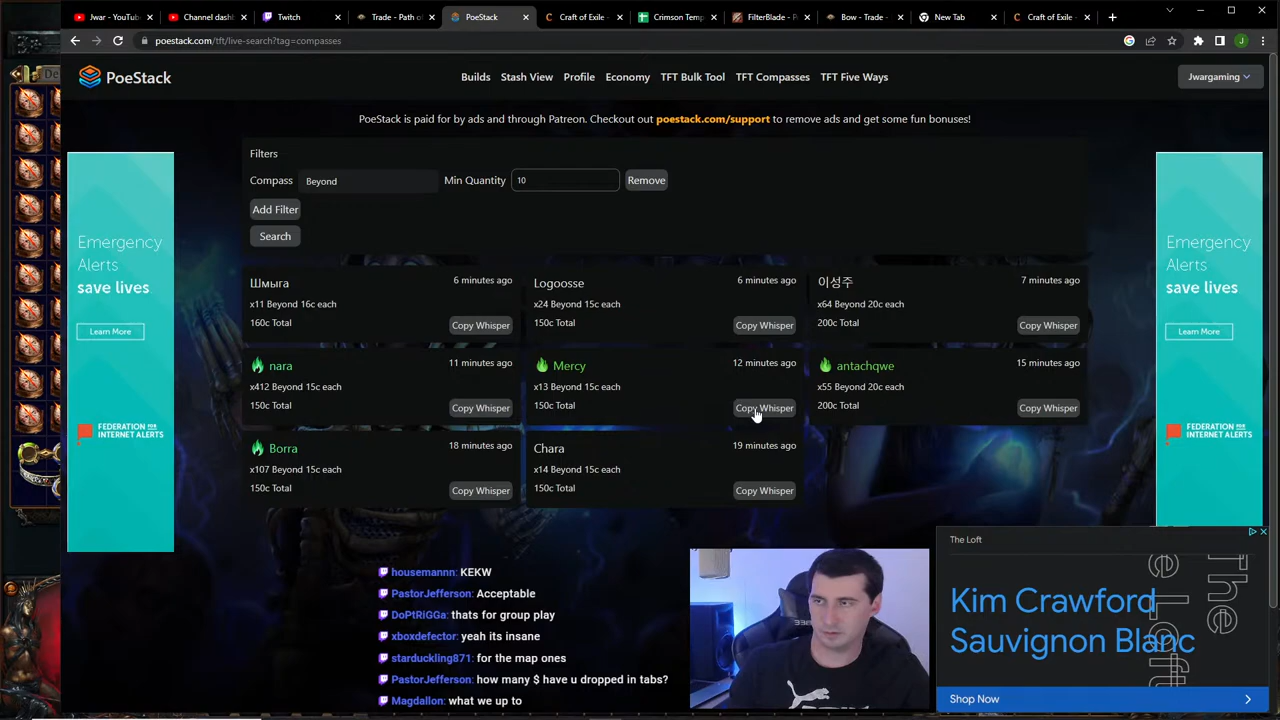 Jwar - YouTu
Channel dash
Twitch
Trade - Path o
PoeStack
Craft of Exile
Crimson Temp
FilterBlade - P
Bow - Trade -
New Tab
Craft of Exile
poestack.com/tft/live-search?tag=compasses
PoeStack
Builds
Stash View
Profile
Economy
TFT Bulk Tool
TFT Compasses
TFT Five Ways
Jwargaming
PoeStack is paid for by ads and through Patreon. Checkout out poestack.com/support to remove ads and get some fun bonuses!
Filters
Compass Beyond Min Quantity 10 Remove
Add Filter
Search
Шмыга 6 minutes ago
x11 Beyond 16c each
160c Total Copy Whisper
Logoosse 6 minutes ago
x24 Beyond 15c each
150c Total Copy Whisper
이성주 7 minutes ago
x64 Beyond 20c each
200c Total Copy Whisper
nara 11 minutes ago
x412 Beyond 15c each
150c Total Copy Whisper
Mercy 12 minutes ago
x13 Beyond 15c each
150c Total Copy Whisper
antachqwe 15 minutes ago
x55 Beyond 20c each
200c Total Copy Whisper
Borra 18 minutes ago
x107 Beyond 15c each
150c Total Copy Whisper
Chara 19 minutes ago
x14 Beyond 15c each
150c Total Copy Whisper
Emergency
Alerts
save lives
Learn More
FEDERATION FOR
INTERNET ALERTS
Emergency
Alerts
save lives
Learn More
FEDERATION FOR
INTERNET ALERTS
housemannn: KEKW
PastorJefferson: Acceptable
DoPtRiGGa: thats for group play
xboxdefector: yeah its insane
starduckling871: for the map ones
PastorJefferson: how many $ have u dropped in tabs?
Magdallon: what we up to
The Loft
Kim Crawford
Sauvignon Blanc
The
Loft
Shop Now